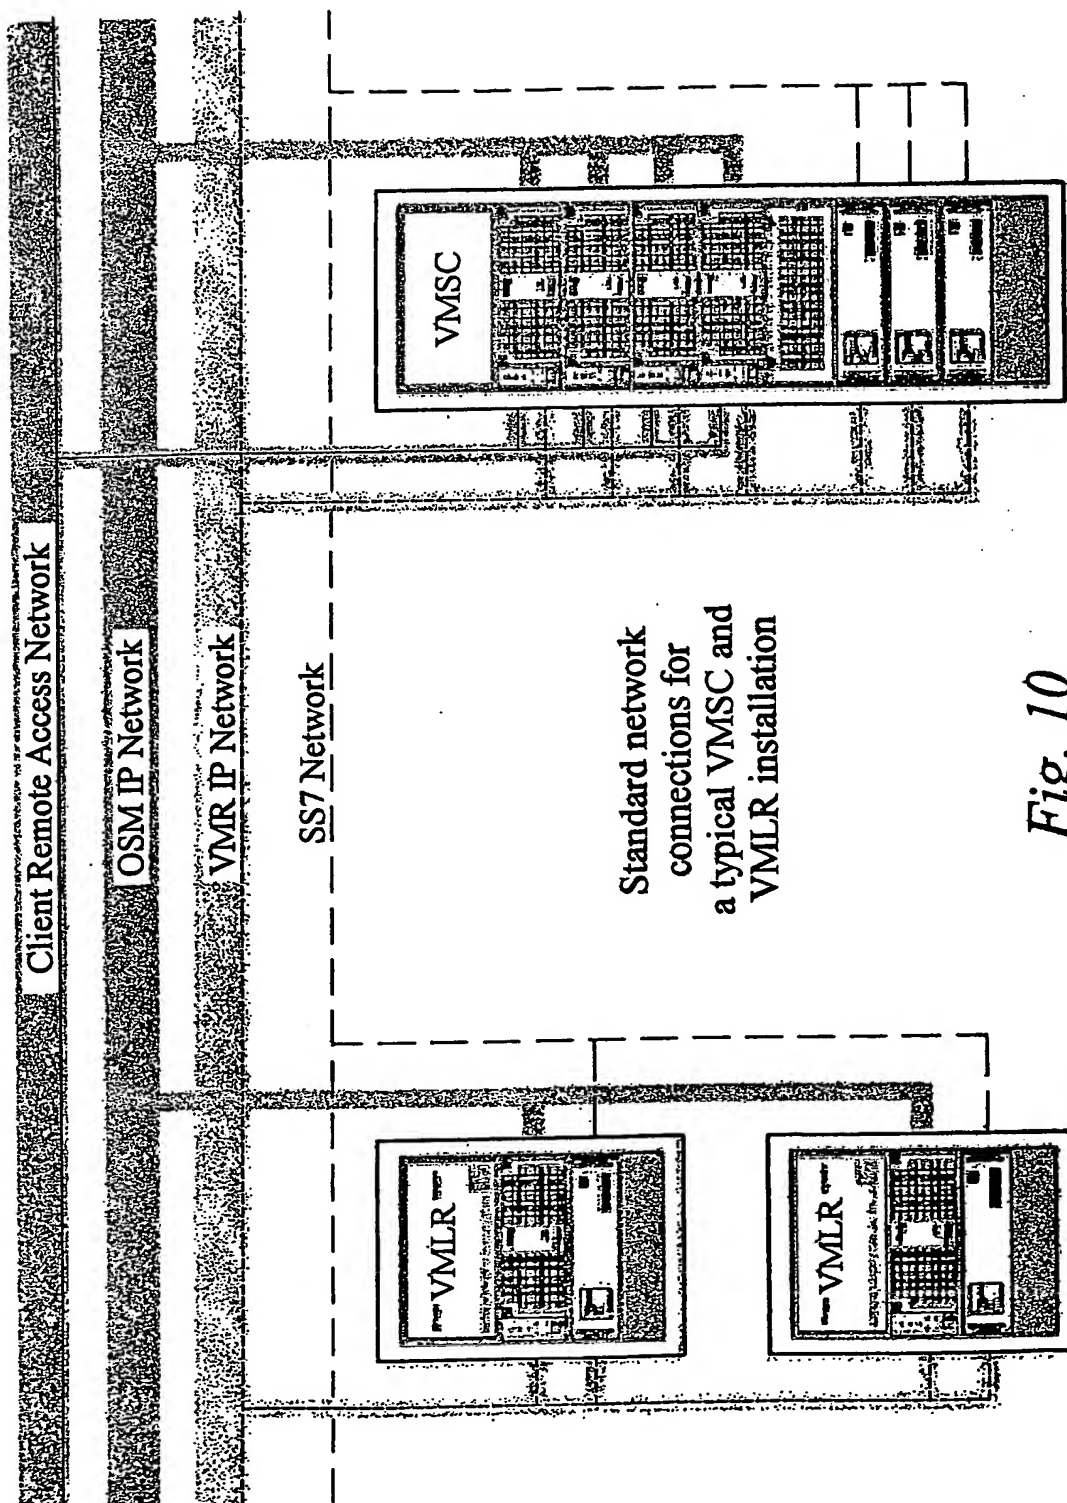 Client Remote Access Network
OSM IP Network
VMR IP Network
SS7 Network
VMLR
VMLR
VMSC
Standard network
connections for
a typical VMSC and
VMLR installation
Fig. 10